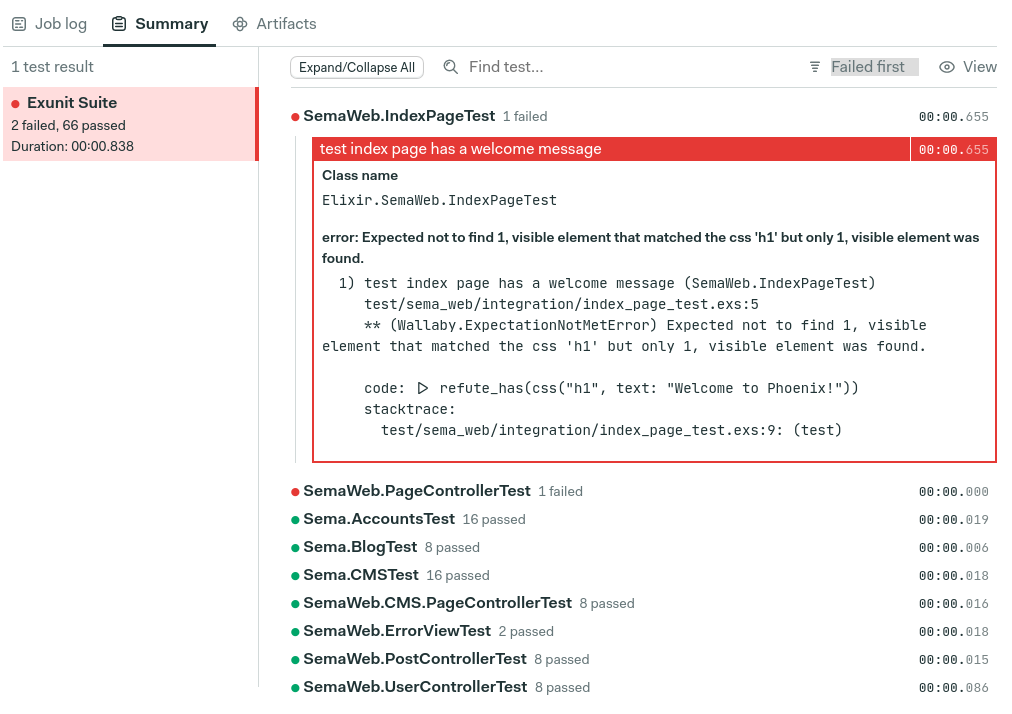 Job log Summary Artifacts
1 test result
Expand/Collapse All Find test... Failed first View
Exunit Suite
2 failed, 66 passed
Duration: 00:00.838
SemaWeb.IndexPageTest 1 failed 00:00.655
test index page has a welcome message 00:00.655
Class name
Elixir.SemaWeb.IndexPageTest
error: Expected not to find 1, visible element that matched the css 'h1' but only 1, visible element was
found.
1) test index page has a welcome message (SemaWeb.IndexPageTest)
test/sema_web/integration/index_page_test.exs:5
** (Wallaby.ExpectationNotMetError) Expected not to find 1, visible
element that matched the css 'h1' but only 1, visible element was found.
code: |> refute_has(css("h1", text: "Welcome to Phoenix!"))
stacktrace:
test/sema_web/integration/index_page_test.exs:9: (test)
SemaWeb.PageControllerTest 1 failed 00:00.000
Sema.AccountsTest 16 passed 00:00.019
Sema.BlogTest 8 passed 00:00.006
Sema.CMSTest 16 passed 00:00.018
SemaWeb.CMS.PageControllerTest 8 passed 00:00.016
SemaWeb.ErrorViewTest 2 passed 00:00.018
SemaWeb.PostControllerTest 8 passed 00:00.015
SemaWeb.UserControllerTest 8 passed 00:00.086